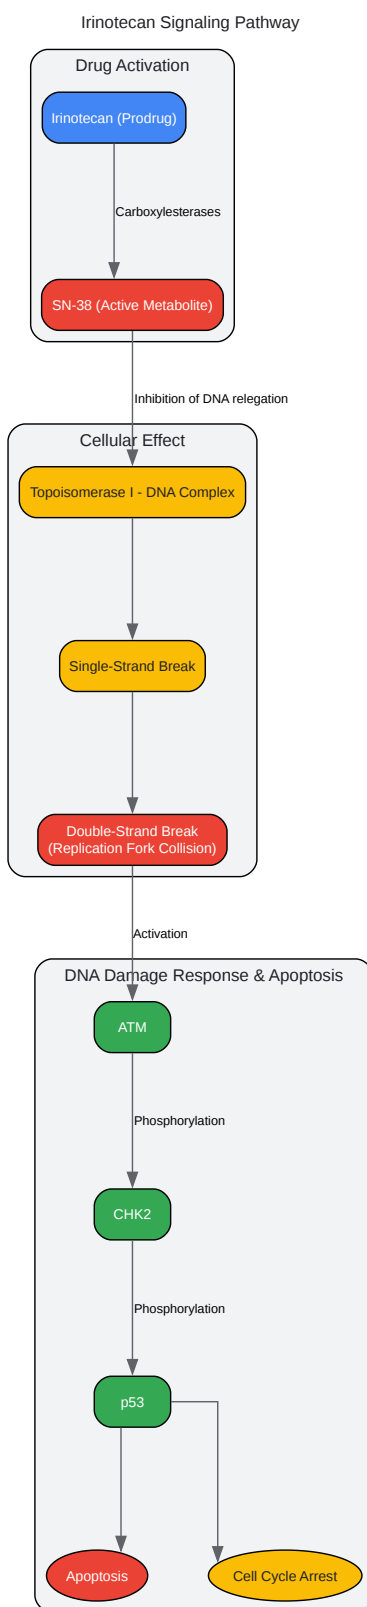 Irinotecan Signaling Pathway
Drug Activation
Irinotecan (Prodrug)
Carboxylesterases
SN-38 (Active Metabolite)
Inhibition of DNA relegation
Cellular Effect
Topoisomerase I - DNA Complex
Single-Strand Break
Double-Strand Break
(Replication Fork Collision)
Activation
DNA Damage Response & Apoptosis
ATM
Phosphorylation
CHK2
Phosphorylation
p53
Apoptosis
Cell Cycle Arrest